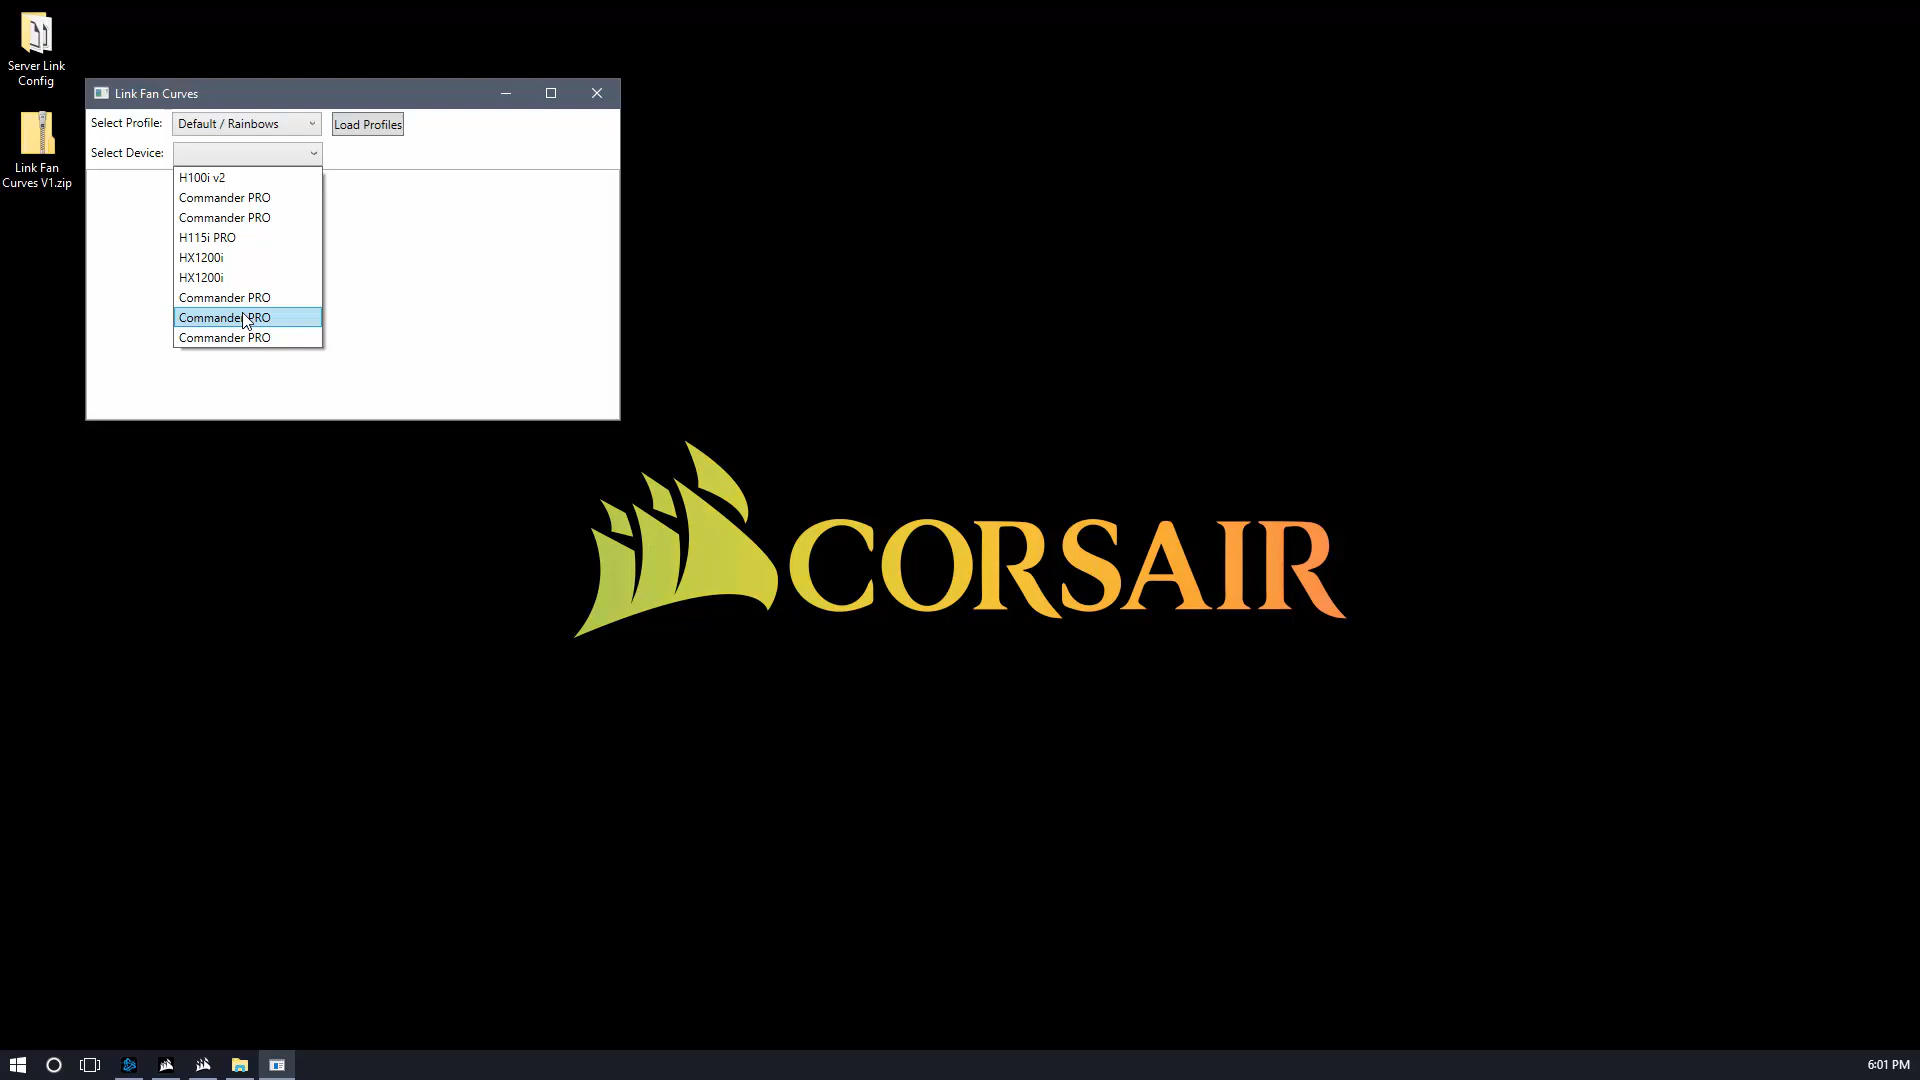 Server Link
Config
Link Fan
Curves V1.zip
Link Fan Curves
Select Profile: Default / Rainbows Load Profiles
Select Device:
H100i v2
Commander PRO
Commander PRO
H115i PRO
HX1200i
HX1200i
Commander PRO
Commander PRO
Commander PRO
CORSAIR
6:01 PM